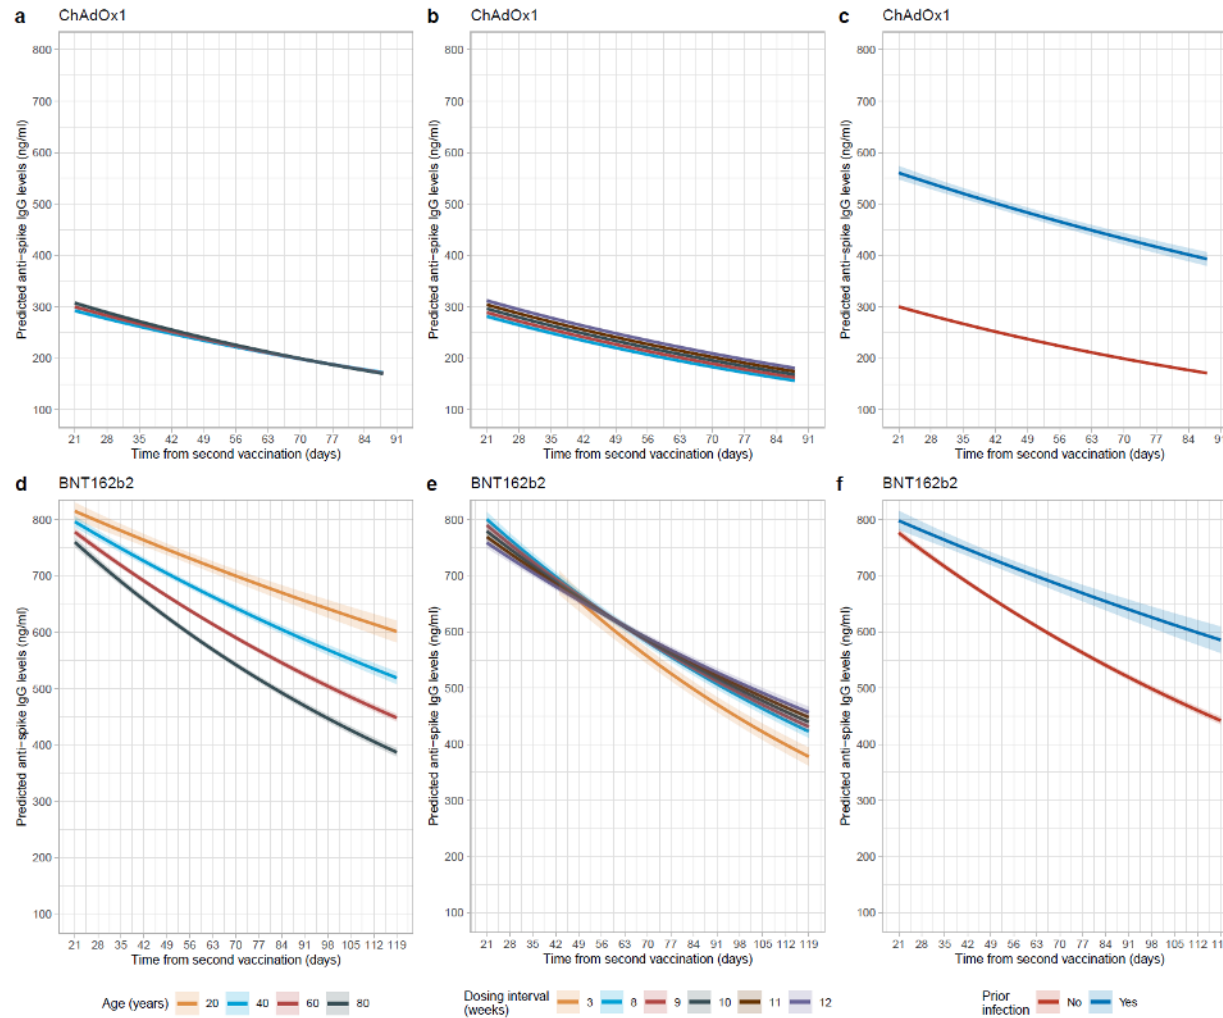 a ChAdOx1
b ChAdOx1
c ChAdOx1
Predicted anti-spike IgG levels (ng/ml)
800
700
600
500
400
300
200
100
21 28 35 42 49 56 63 70 77 84 91
Time from second vaccination (days)
Predicted anti-spike IgG levels (ng/ml)
800
700
600
500
400
300
200
100
21 28 35 42 49 56 63 70 77 84 91
Time from second vaccination (days)
Predicted anti-spike IgG levels (ng/ml)
800
700
600
500
400
300
200
100
21 28 35 42 49 56 63 70 77 84 9
Time from second vaccination (days)
d BNT162b2
e BNT162b2
f BNT162b2
Predicted anti-spike IgG levels (ng/ml)
800
700
600
500
400
300
200
100
21 28 35 42 49 56 63 70 77 84 91 98 105 112 119
Time from second vaccination (days)
Predicted anti-spike IgG levels (ng/ml)
800
700
600
500
400
300
200
100
21 28 35 42 49 56 63 70 77 84 91 98 105 112 119
Time from second vaccination (days)
Predicted anti-spike IgG levels (ng/ml)
800
700
600
500
400
300
200
100
21 28 35 42 49 56 63 70 77 84 91 98 105 112 11
Time from second vaccination (days)
Age (years) 20 40 60 80
Dosing interval
(weeks) 3 8 9 10 11 12
Prior
infection No Yes